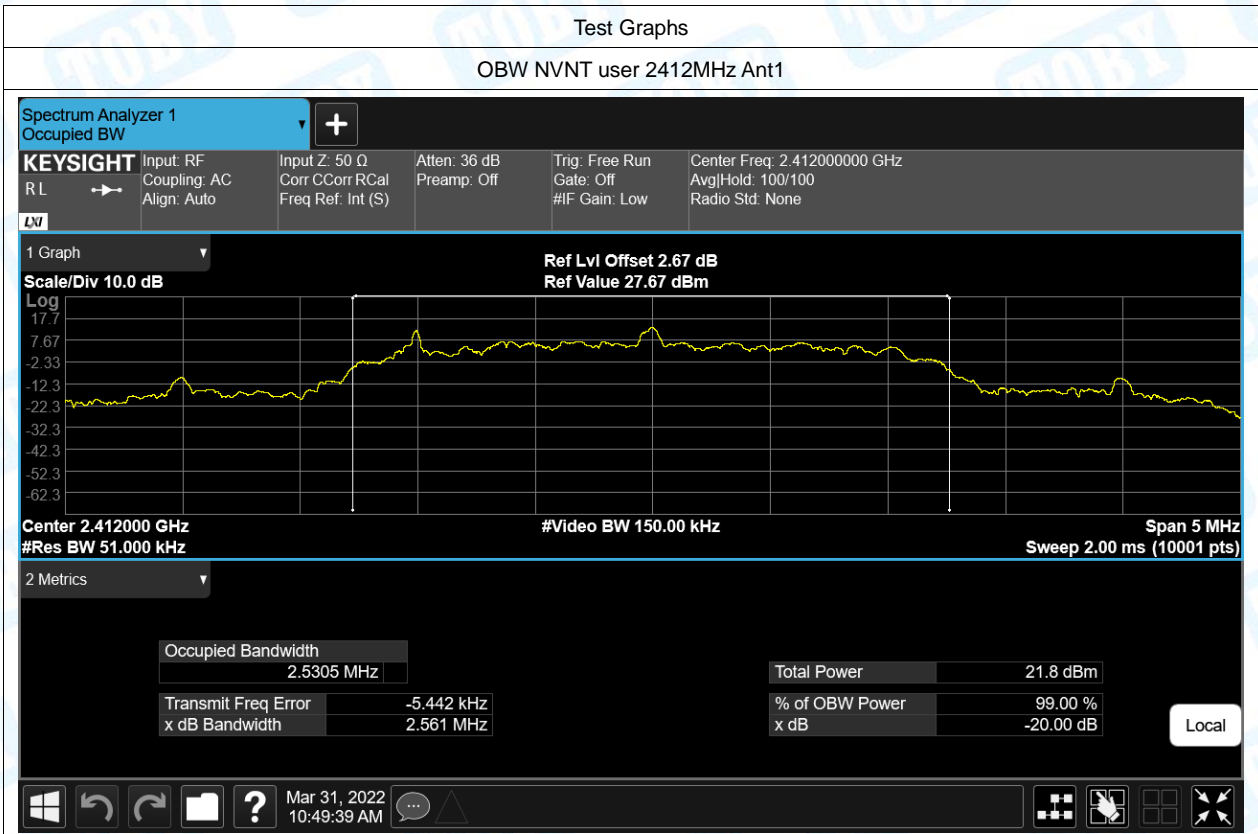 Test Graphs
OBW NVNT user 2412MHz Ant1
Spectrum Analyzer 1
Occupied BW
KEYSIGHT
R L
LXI
Input: RF
Coupling: AC
Align: Auto
Input Z: 50 Ω
Corr CCorr RCal
Freq Ref: Int (S)
Atten: 36 dB
Preamp: Off
Trig: Free Run
Gate: Off
#IF Gain: Low
Center Freq: 2.412000000 GHz
Avg|Hold: 100/100
Radio Std: None
1 Graph
Scale/Div 10.0 dB
Ref Lvl Offset 2.67 dB
Ref Value 27.67 dBm
Log
17.7
7.67
-2.33
-12.3
-22.3
-32.3
-42.3
-52.3
-62.3
Center 2.412000 GHz
#Res BW 51.000 kHz
#Video BW 150.00 kHz
Span 5 MHz
Sweep 2.00 ms (10001 pts)
2 Metrics
Occupied Bandwidth
2.5305 MHz
Transmit Freq Error -5.442 kHz
x dB Bandwidth 2.561 MHz
Total Power 21.8 dBm
% of OBW Power 99.00 %
x dB -20.00 dB
Local
?
Mar 31, 2022
10:49:39 AM
TOBY
TOBY
TOBY
TOBY